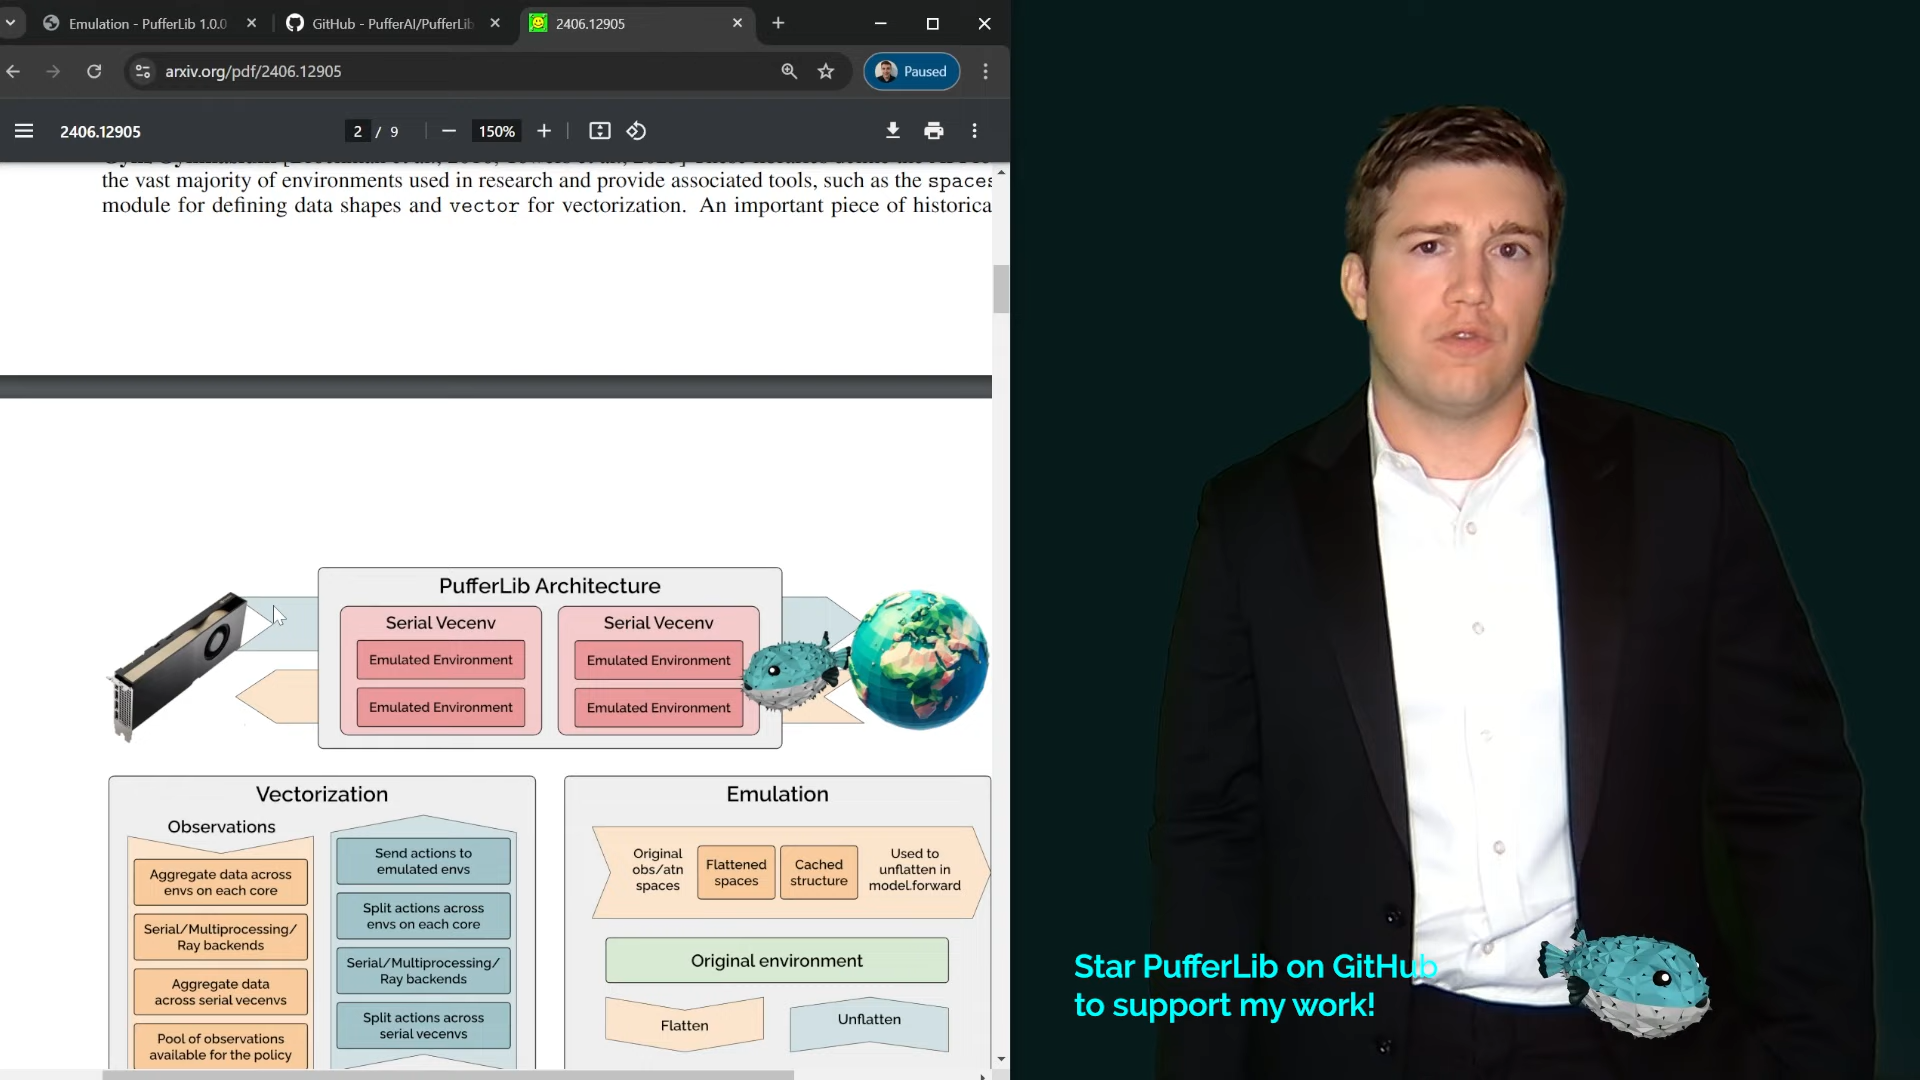 Emulation - PufferLib 1.0.0
GitHub - PufferAI/PufferLib
2406.12905
arxiv.org/pdf/2406.12905
Paused
2406.12905
2 / 9
150%
the vast majority of environments used in research and provide associated tools, such as the spaces
module for defining data shapes and vector for vectorization. An important piece of historica
PufferLib Architecture
Serial Vecenv
Emulated Environment
Emulated Environment
Serial Vecenv
Emulated Environment
Emulated Environment
Vectorization
Observations
Aggregate data across
envs on each core
Serial/Multiprocessing/
Ray backends
Aggregate data
across serial vecenvs
Pool of observations
available for the policy
Send actions to
emulated envs
Split actions across
envs on each core
Serial/Multiprocessing/
Ray backends
Split actions across
serial vecenvs
Emulation
Original
obs/atn
spaces
Flattened
spaces
Cached
structure
Used to
unflatten in
model.forward
Original environment
Flatten
Unflatten
Star PufferLib on GitHub
to support my work!